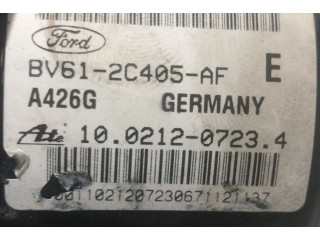 Ford
BV61-2C405-AF E
A426G GERMANY
Ate 10.0212-0723.4